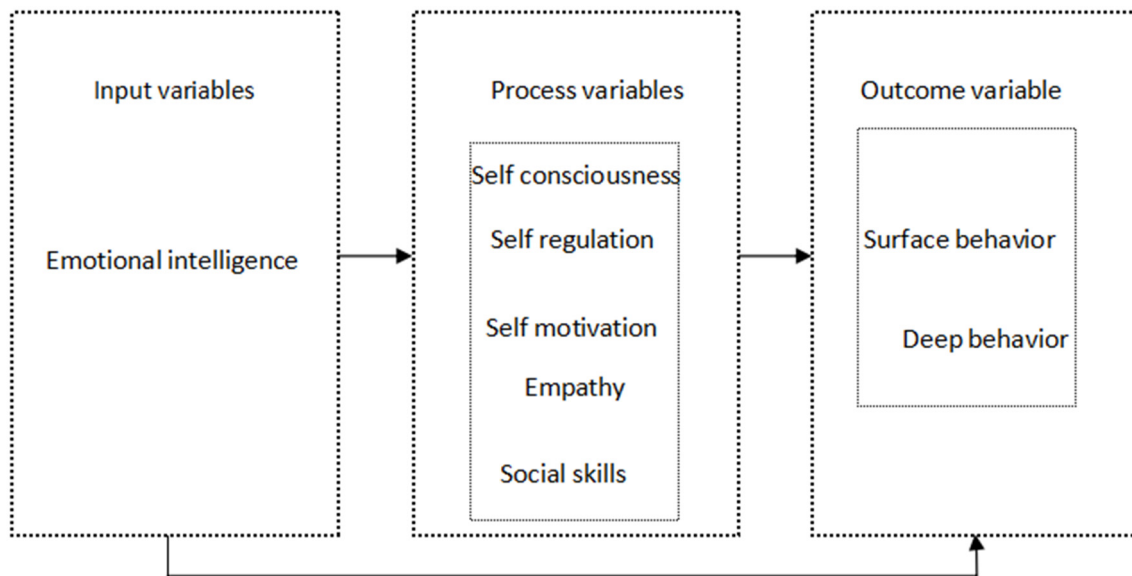 Input variables
Emotional intelligence
Process variables
Self consciousness
Self regulation
Self motivation
Empathy
Social skills
Outcome variable
Surface behavior
Deep behavior